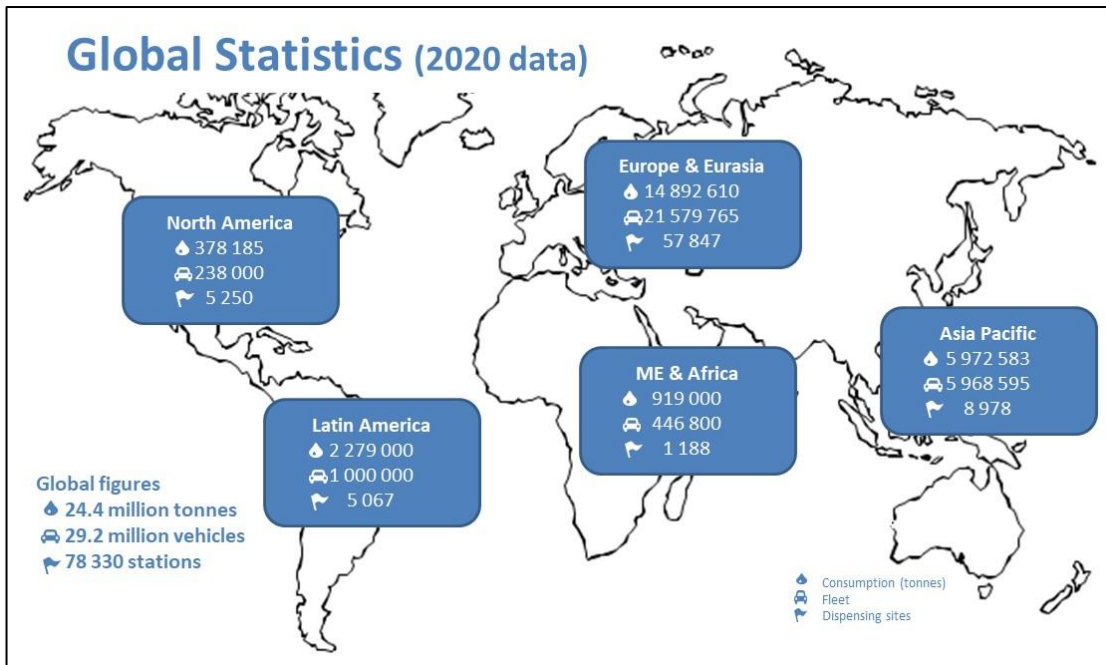 Global Statistics (2020 data)
North America
378 185
238 000
5 250
Europe & Eurasia
14 892 610
21 579 765
57 847
Asia Pacific
5 972 583
5 968 595
8 978
ME & Africa
919 000
446 800
1 188
Latin America
2 279 000
1 000 000
5 067
Global figures
24.4 million tonnes
29.2 million vehicles
78 330 stations
Consumption (tonnes)
Fleet
Dispensing sites